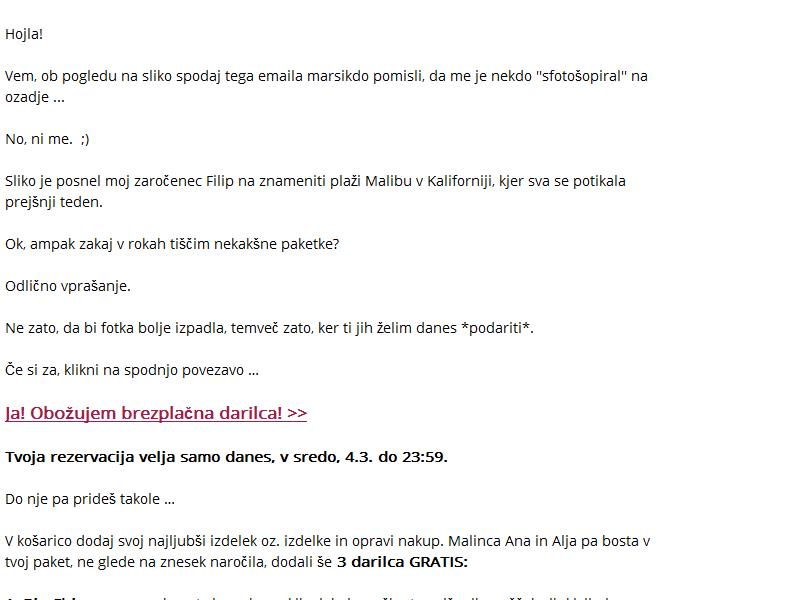 Hojla!
Vem, ob pogledu na sliko spodaj tega emaila marsikdo pomisli, da me je nekdo "sfotošopiral" na
ozadje ...
No, ni me.  ;)
Sliko je posnel moj zaročenec Filip na znameniti plaži Malibu v Kaliforniji, kjer sva se potikala
prejšnji teden.
Ok, ampak zakaj v rokah tiščim nekakšne paketke?
Odlično vprašanje.
Ne zato, da bi fotka bolje izpadla, temveč zato, ker ti jih želim danes *podariti*.
Če si za, klikni na spodnjo povezavo ...
Ja! Obožujem brezplačna darilca! >>
Tvoja rezervacija velja samo danes, v sredo, 4.3. do 23:59.
Do nje pa prideš takole ...
V košarico dodaj svoj najljubši izdelek oz. izdelke in opravi nakup. Malinca Ana in Alja pa bosta v
tvoj paket, ne glede na znesek naročila, dodali še 3 darilca GRATIS: